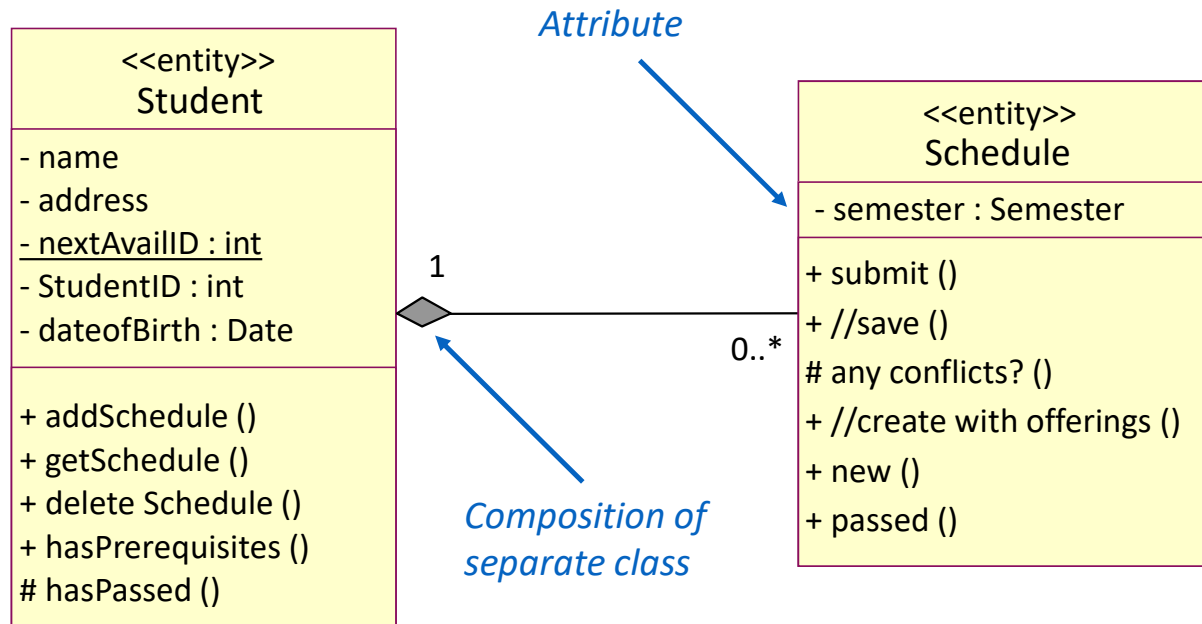 Attribute
<<entity>>
Student
- name
- address
- nextAvailID : int
- StudentID : int
- dateofBirth : Date
+ addSchedule ()
+ getSchedule ()
+ delete Schedule ()
+ hasPrerequisites ()
# hasPassed ()
1
0..*
Composition of
separate class
<<entity>>
Schedule
- semester : Semester
+ submit ()
+ //save ()
# any conflicts? ()
+ //create with offerings ()
+ new ()
+ passed ()